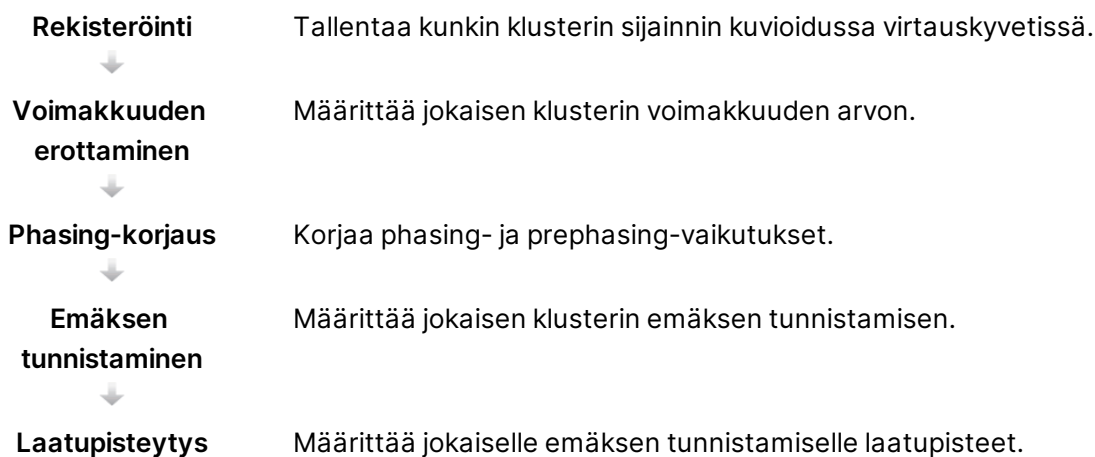 Rekisteröinti Tallentaa kunkin klusterin sijainnin kuvioidussa virtauskyvetissä.
Voimakkuuden Määrittää jokaisen klusterin voimakkuuden arvon.
erottaminen
Phasing-korjaus Korjaa phasing- ja prephasing-vaikutukset.
Emäksen Määrittää jokaisen klusterin emäksen tunnistamisen.
tunnistaminen
Laatupisteytys Määrittää jokaiselle emäksen tunnistamiselle laatupisteet.